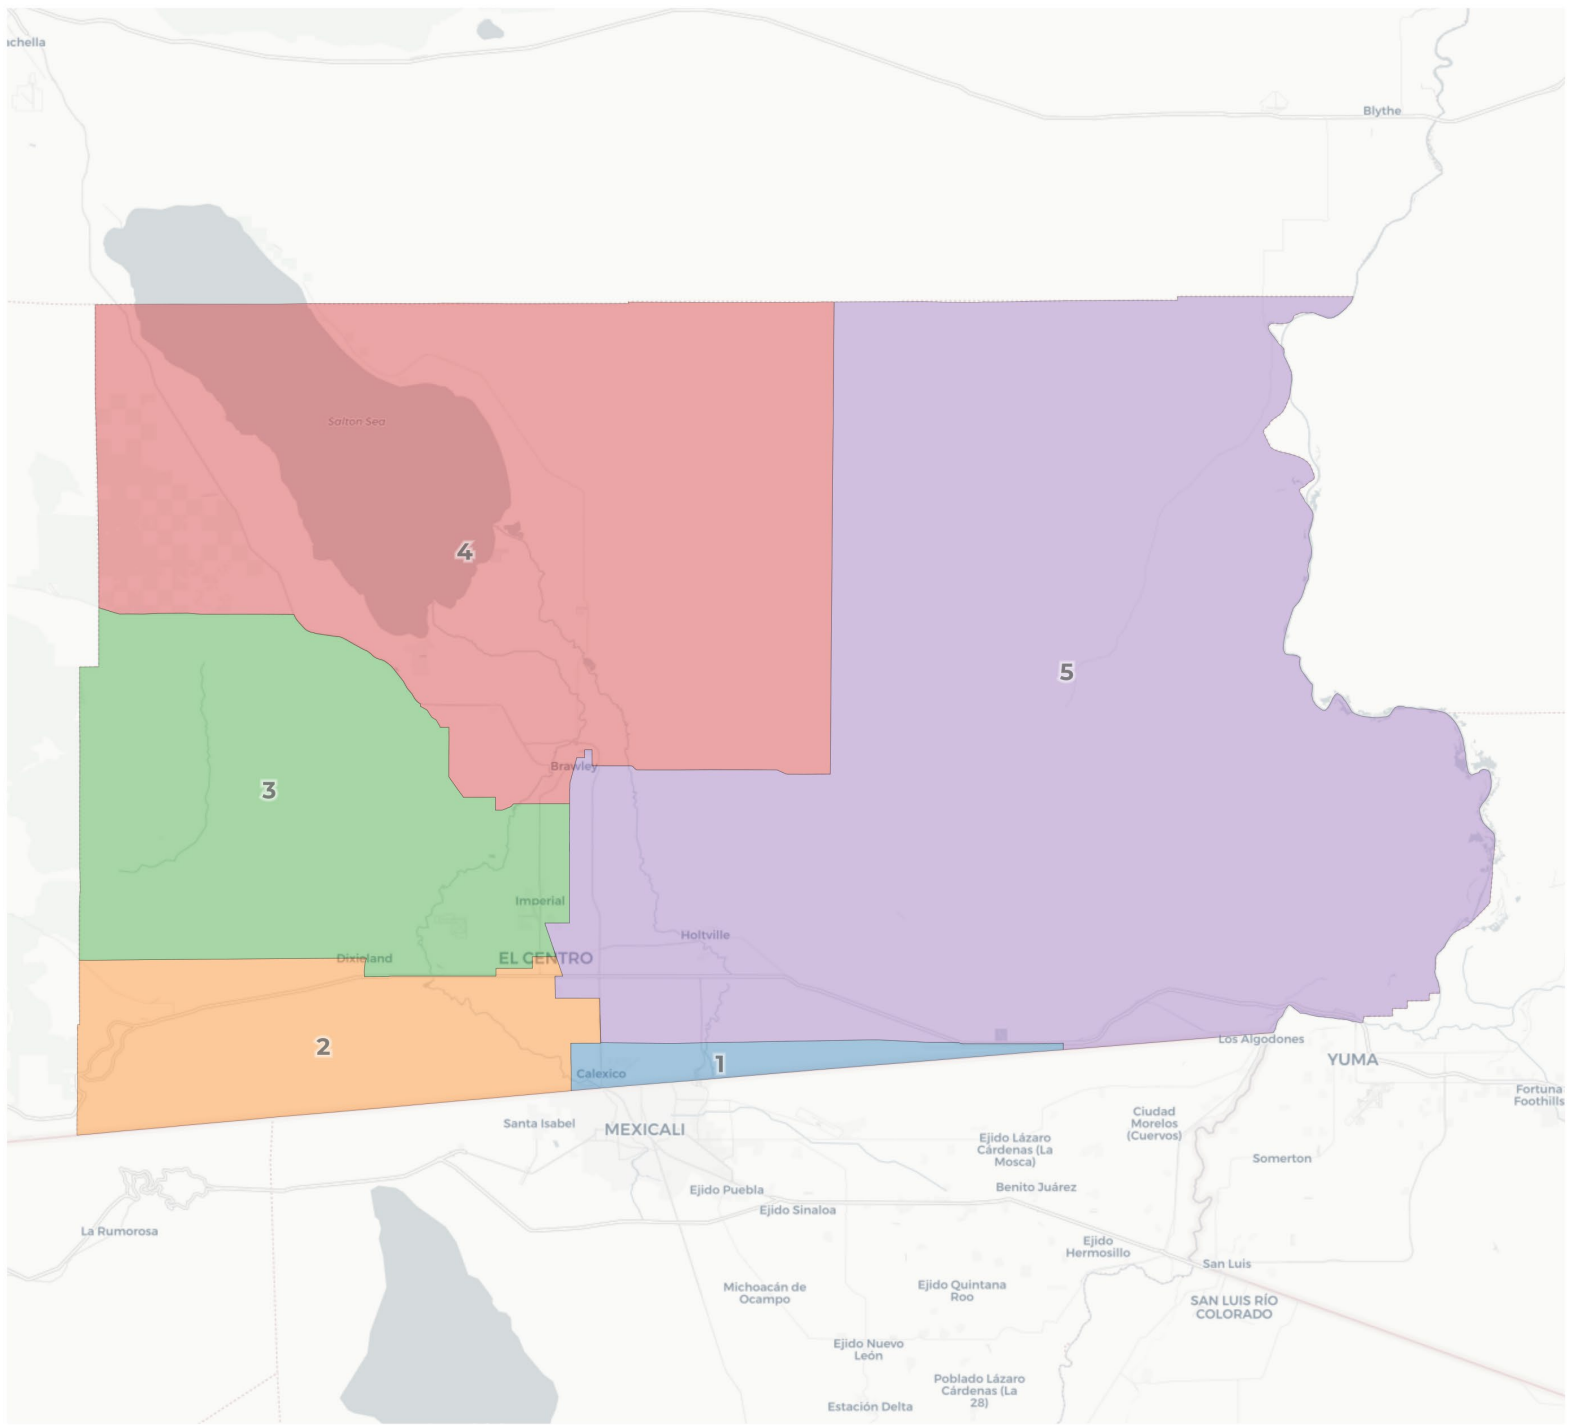 Blythe
Salton Sea
4
5
Brawley
3
Imperial
Holtville
Dixieland
EL CENTRO
Los Algodones
2
1
YUMA
Calexico
Fortuna
Foothills
Santa Isabel
MEXICALI
Ciudad
Morelos
(Cuervos)
Ejido Lázaro
Cárdenas (La
Mosca)
Somerton
Ejido Puebla
Benito Juárez
Ejido Sinaloa
La Rumorosa
Ejido
Hermosillo
San Luis
Michoacán de
Ocampo
Ejido Quintana
Roo
SAN LUIS RÍO
COLORADO
Ejido Nuevo
León
Poblado Lázaro
Cárdenas (La
28)
Estación Delta